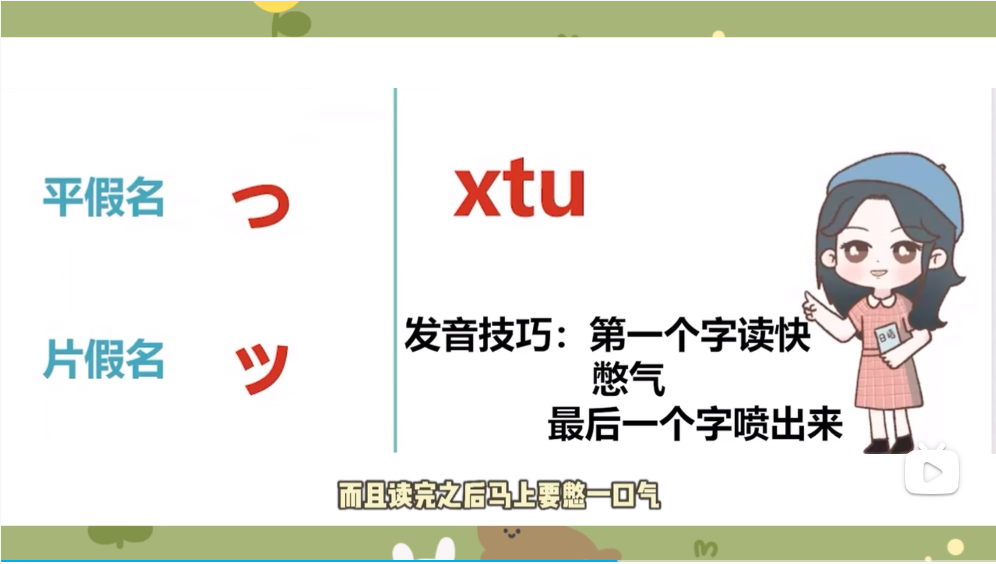 平假名 っ
xtu
片假名 ッ
发音技巧：第一个字读快
憋气
最后一个字喷出来
日语
而且读完之后马上要憋一口气